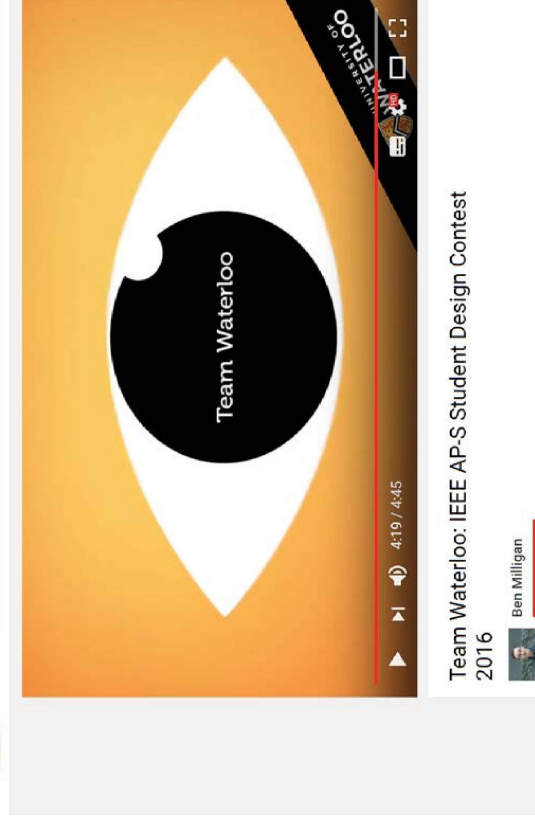 Team Waterloo
UNIVERSITY OF
WATERLOO
HD
4:19 / 4:45
Team Waterloo: IEEE AP-S Student Design Contest
2016
Ben Milligan